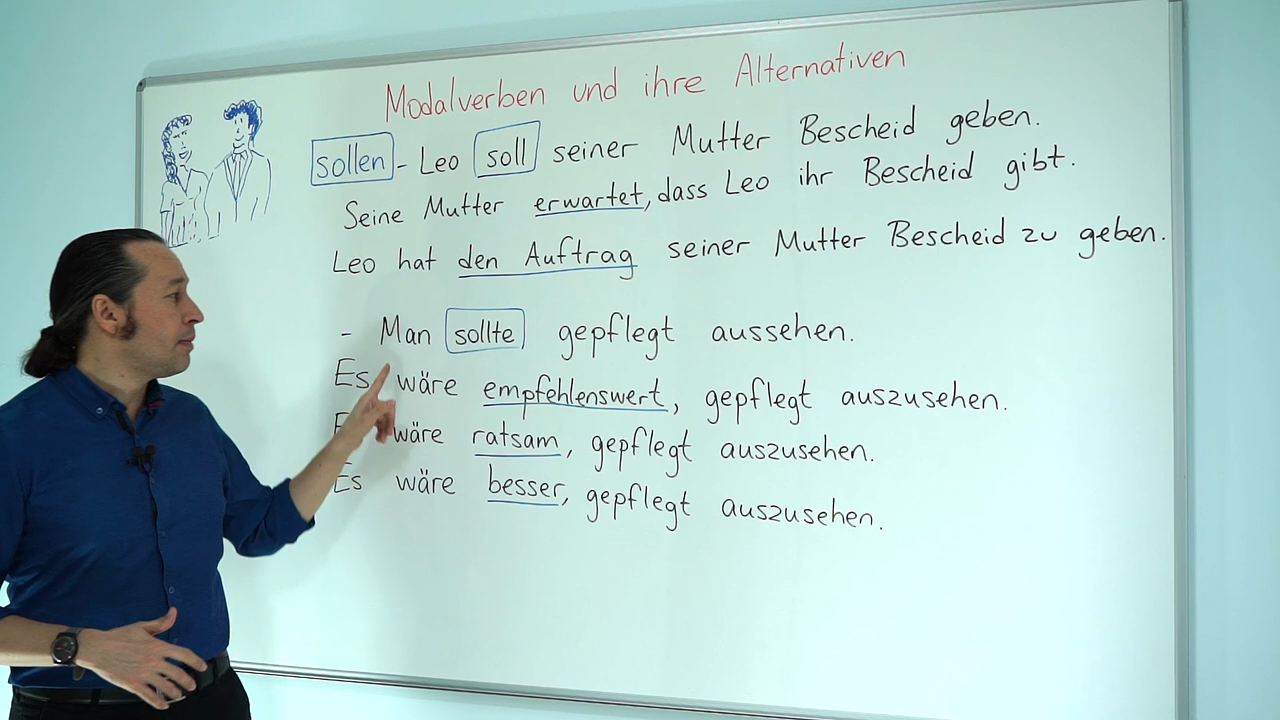 Modalverben und ihre Alternativen
sollen - Leo soll seiner Mutter Bescheid geben.
Seine Mutter erwartet, dass Leo ihr Bescheid gibt.
Leo hat den Auftrag seiner Mutter Bescheid zu geben.
- Man sollte gepflegt aussehen.
Es wäre empfehlenswert, gepflegt auszusehen.
wäre ratsam, gepflegt auszusehen.
Es wäre besser, gepflegt auszusehen.